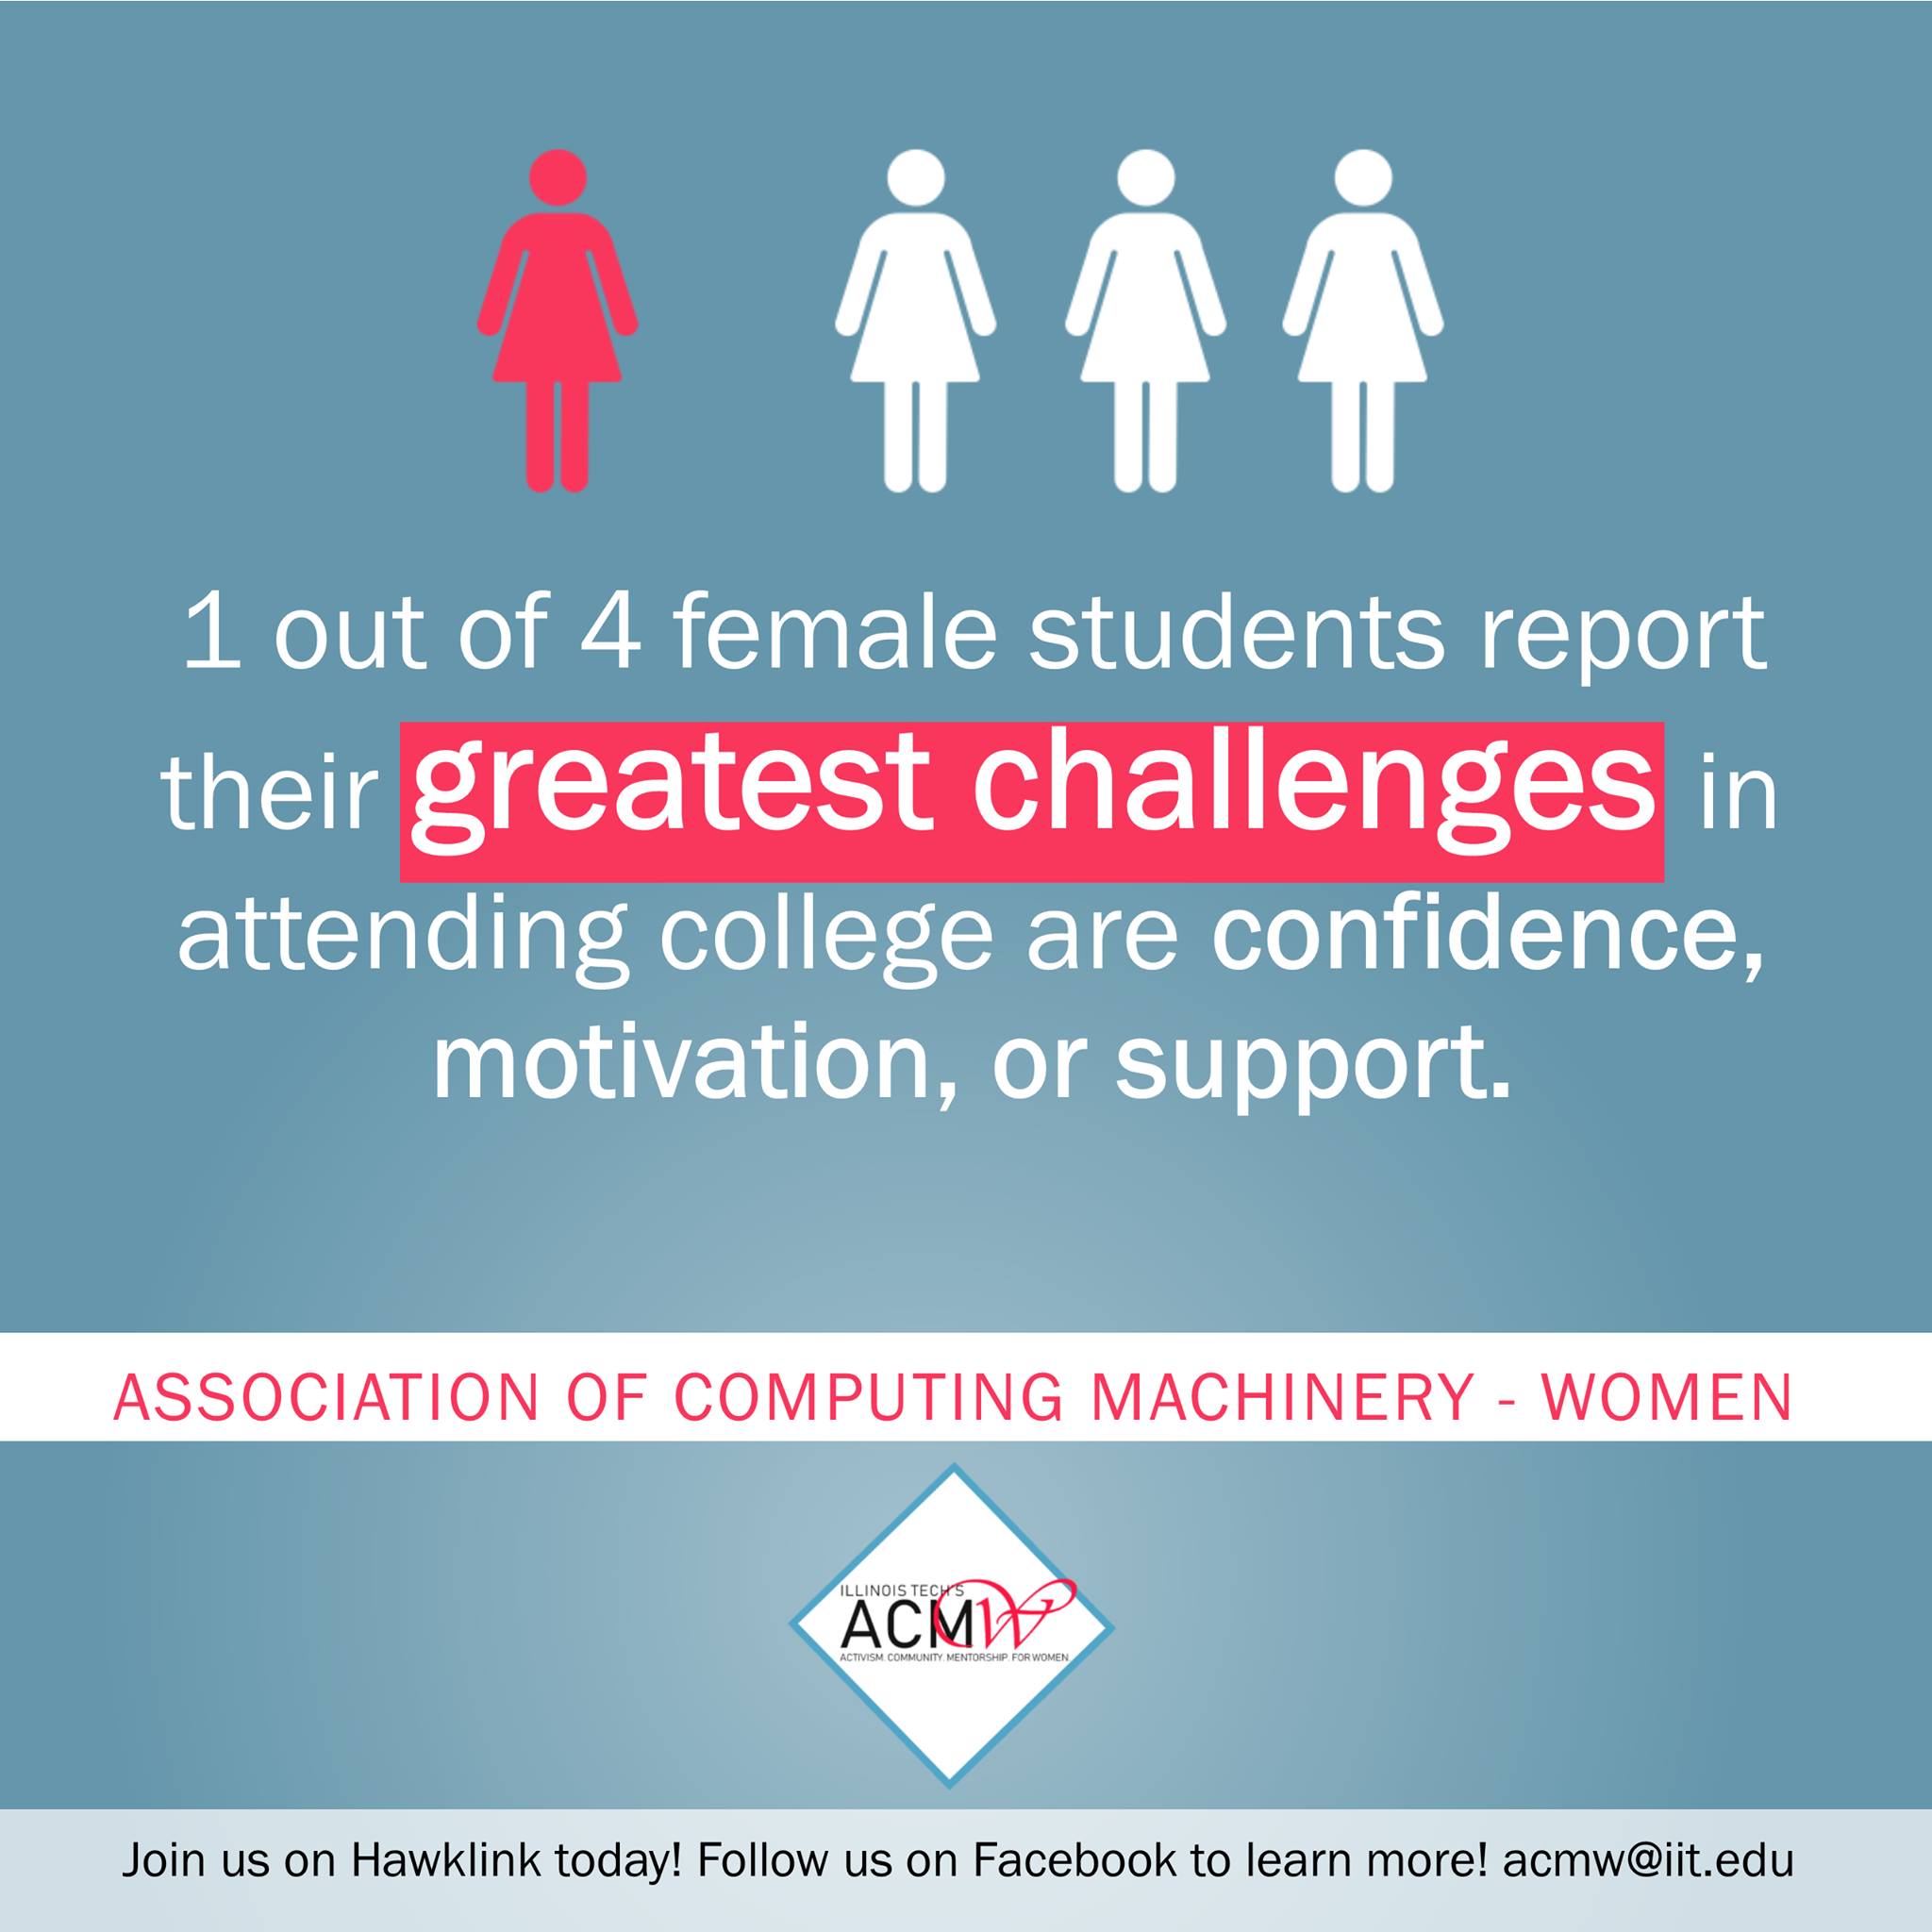 1 out of 4 female students report
their greatest challenges in
attending college are confidence,
motivation, or support.
ASSOCIATION OF COMPUTING MACHINERY - WOMEN
ILLINOIS TECH'S
ACMW
ACTIVISM. COMMUNITY. MENTORSHIP. FOR WOMEN
Join us on Hawklink today! Follow us on Facebook to learn more! acmw@iit.edu